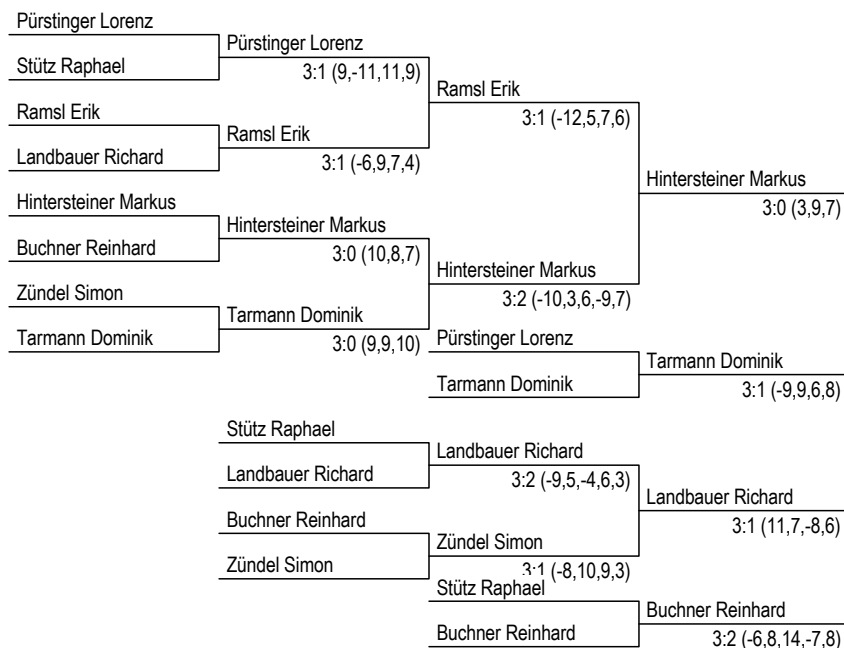 Pürstinger Lorenz
Stütz Raphael
Pürstinger Lorenz
3:1 (9,-11,11,9)
Ramsl Erik
Landbauer Richard
Ramsl Erik
3:1 (-6,9,7,4)
Ramsl Erik
3:1 (-12,5,7,6)
Hintersteiner Markus
Buchner Reinhard
Hintersteiner Markus
3:0 (10,8,7)
Zündel Simon
Tarmann Dominik
Tarmann Dominik
3:0 (9,9,10)
Hintersteiner Markus
3:2 (-10,3,6,-9,7)
Hintersteiner Markus
3:0 (3,9,7)
Pürstinger Lorenz
Tarmann Dominik
Tarmann Dominik
3:1 (-9,9,6,8)
Stütz Raphael
Landbauer Richard
Landbauer Richard
3:2 (-9,5,-4,6,3)
Buchner Reinhard
Zündel Simon
Zündel Simon
3:1 (-8,10,9,3)
Landbauer Richard
3:1 (11,7,-8,6)
Stütz Raphael
Buchner Reinhard
Buchner Reinhard
3:2 (-6,8,14,-7,8)